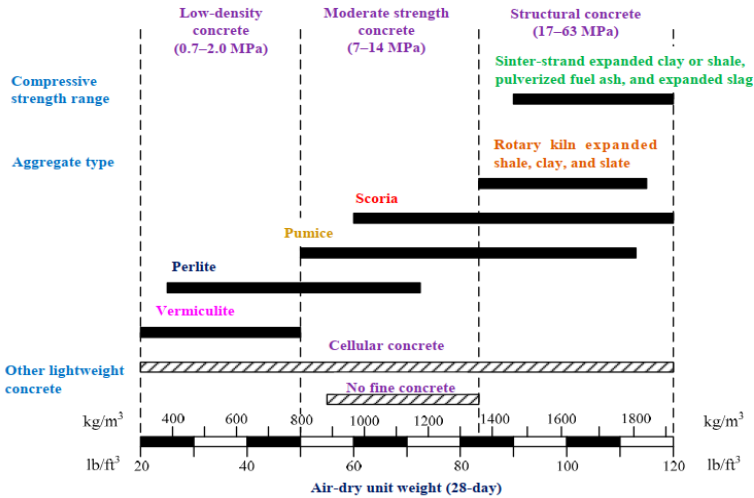 Low-density
concrete
(0.7–2.0 MPa)
Moderate strength
concrete
(7–14 MPa)
Structural concrete
(17–63 MPa)
Compressive
strength range
Sinter-strand expanded clay or shale,
pulverized fuel ash, and expanded slag
Aggregate type
Rotary kiln expanded
shale, clay, and slate
Scoria
Pumice
Perlite
Vermiculite
Other lightweight
concrete
Cellular concrete
No fine concrete
kg/m³ 400 600 800 1000 1200 1400 1600 1800 kg/m³
lb/ft³ 20 40 60 80 100 120 lb/ft³
Air-dry unit weight (28-day)